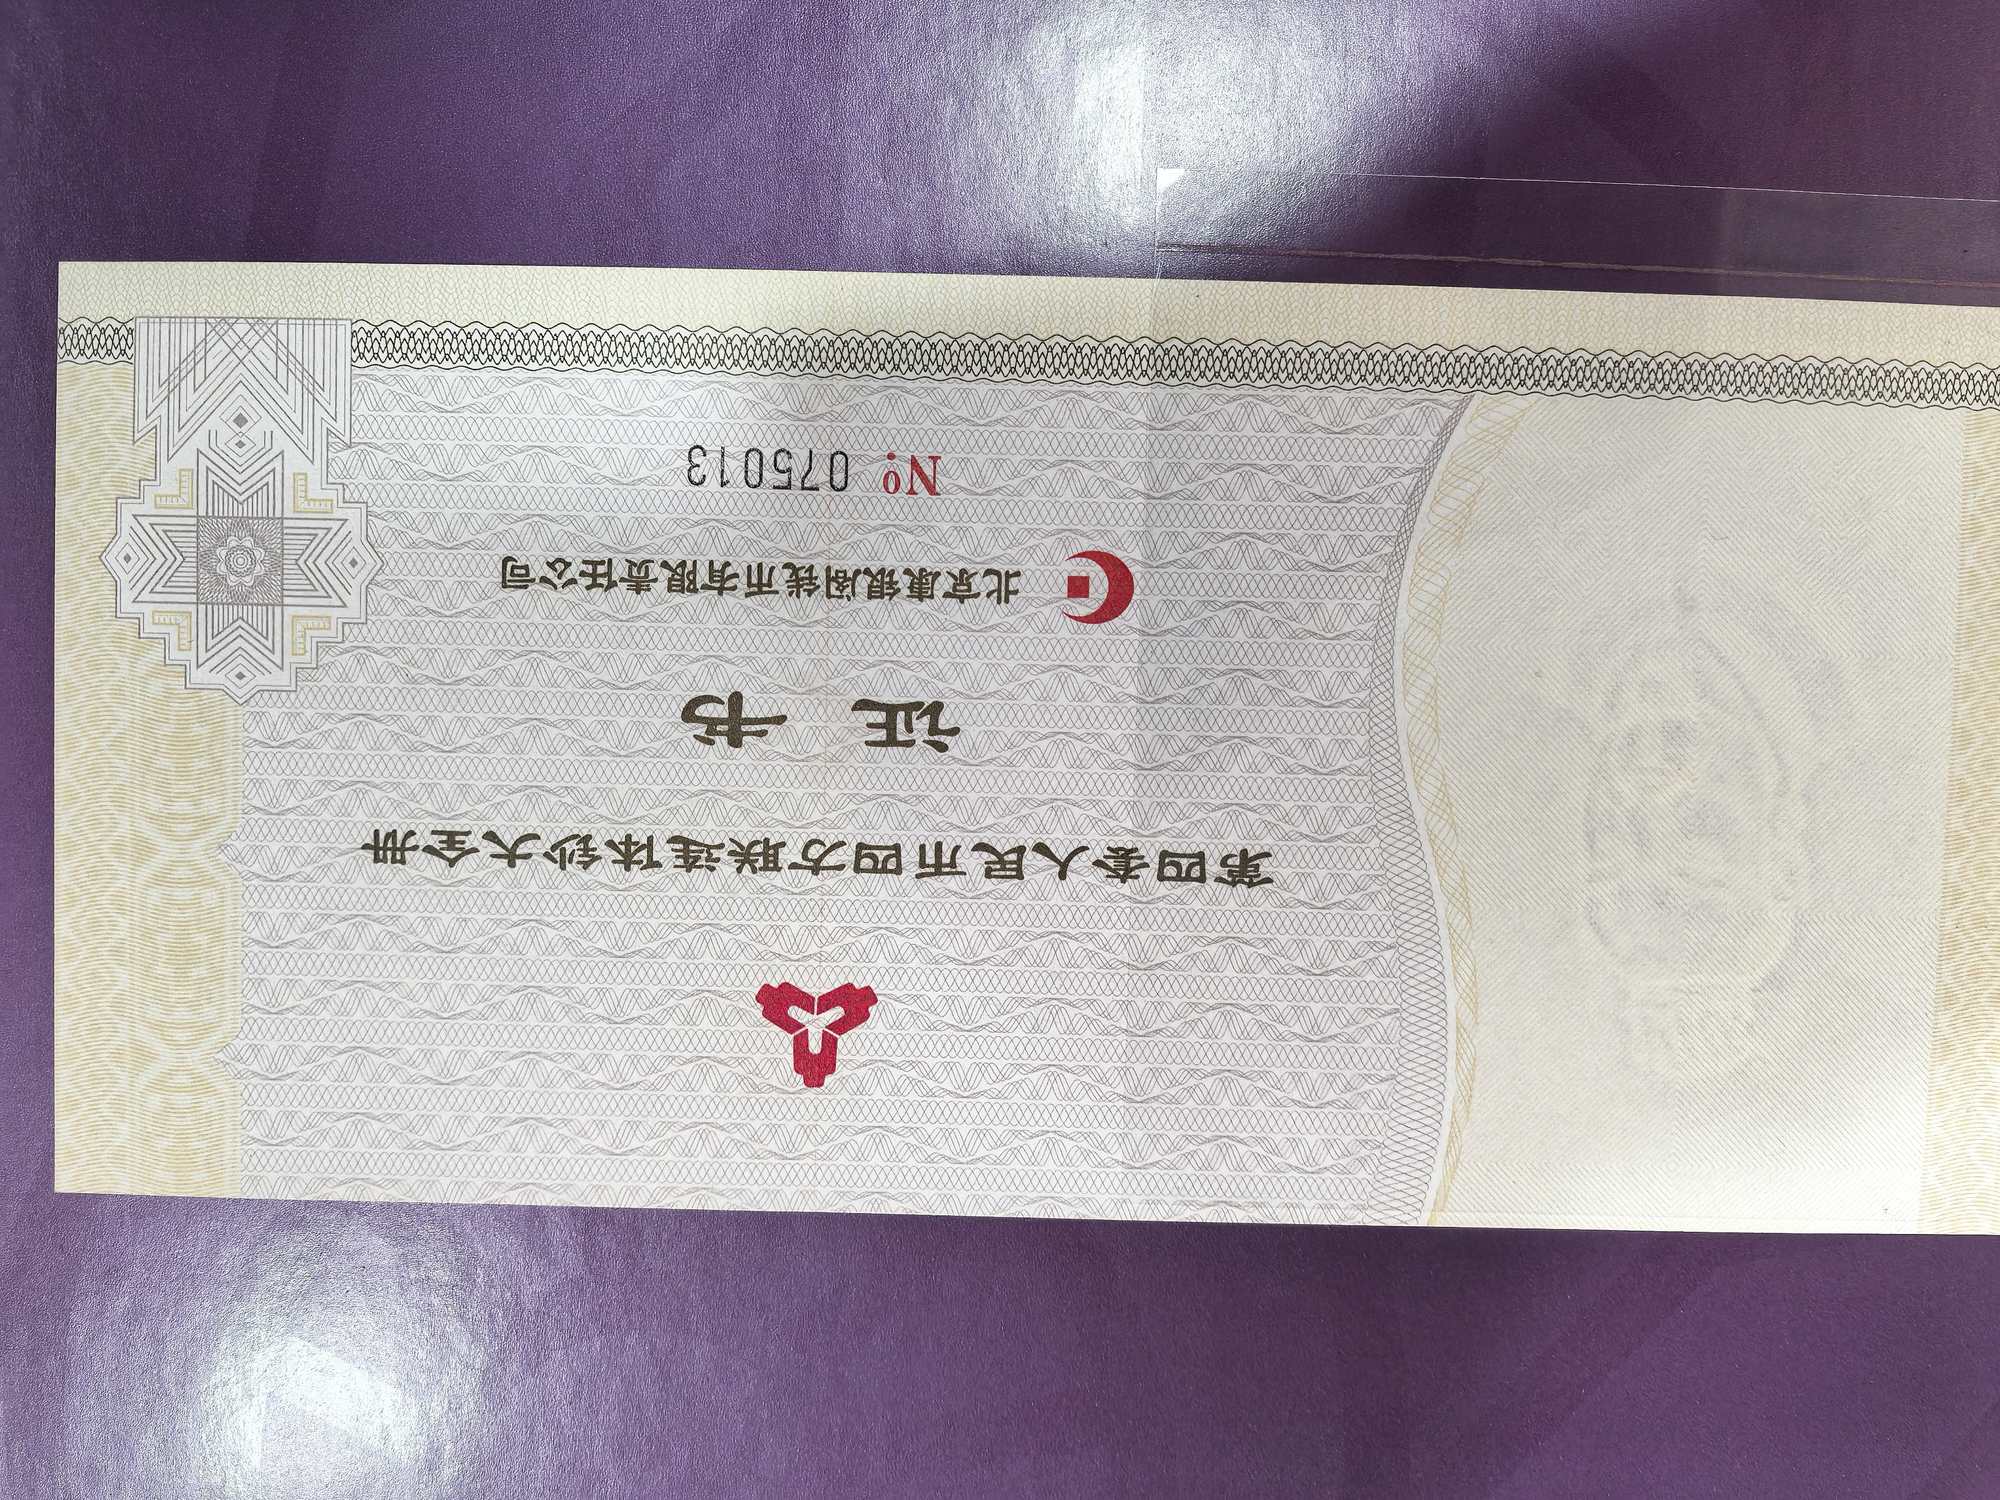 第四套人民币四方联连体钞大全册
证书
北京康银阁钱币有限责任公司
№ 075013